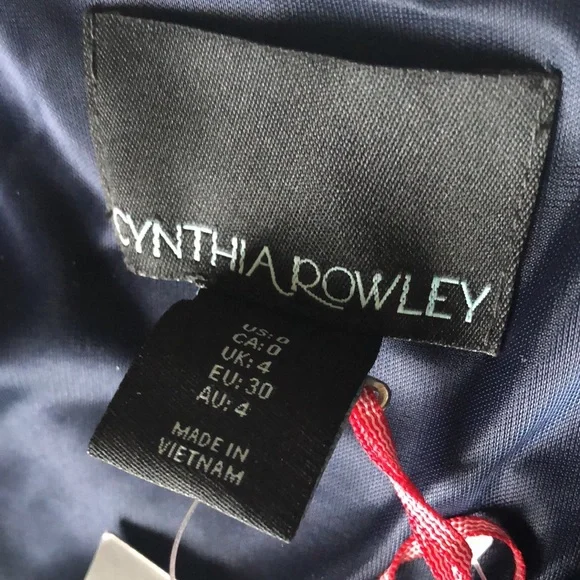 CYNTHIA ROWLEY
US: 0
CA: 0
UK: 4
EU: 30
AU: 4
MADE IN
VIETNAM